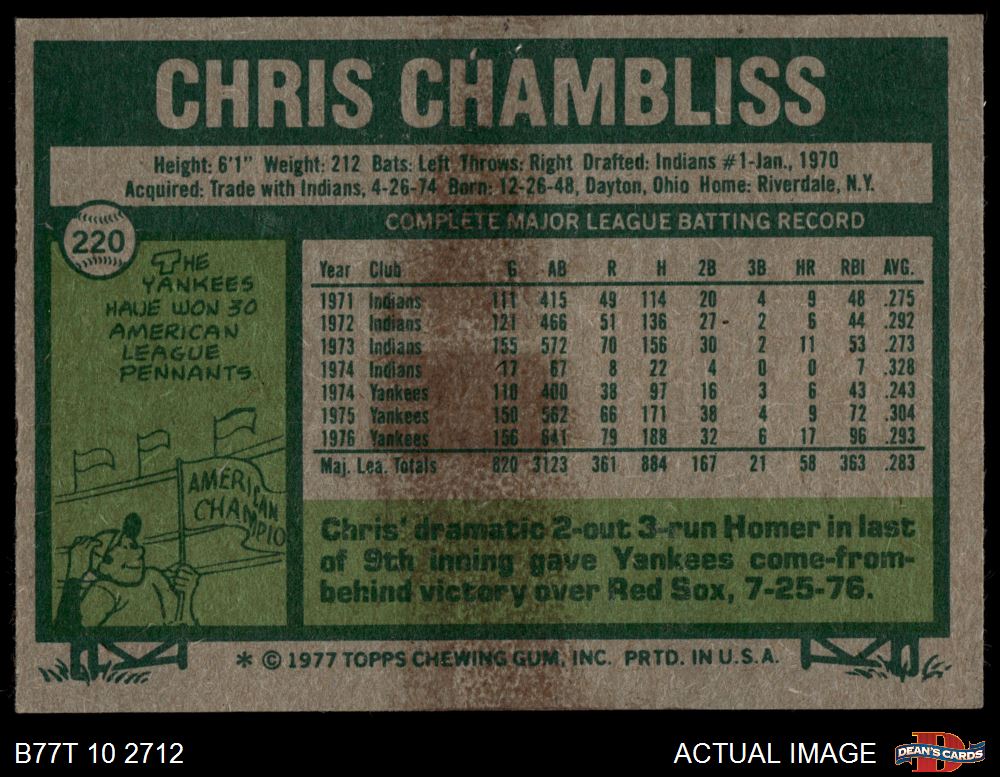 CHRIS CHAMBLISS
Height: 6'1" Weight: 212 Bats: Left Throws: Right Drafted: Indians #1-Jan., 1970
Acquired: Trade with Indians, 4-26-74 Born: 12-26-48, Dayton, Ohio Home: Riverdale, N.Y.
220
COMPLETE MAJOR LEAGUE BATTING RECORD
THE
YANKEES
HAVE WON 30
AMERICAN
LEAGUE
PENNANTS.
AMERICAN
CHAMPIO
Year Club G AB R H 2B 3B HR RBI AVG.
1971 Indians 111 415 49 114 20 4 9 48 .275
1972 Indians 121 466 51 136 27 2 6 44 .292
1973 Indians 155 572 70 156 30 2 11 53 .273
1974 Indians 17 67 8 22 4 0 0 7 .328
1974 Yankees 110 400 38 97 16 3 6 43 .243
1975 Yankees 150 562 66 171 38 4 9 72 .304
1976 Yankees 156 641 79 188 32 6 17 96 .293
Maj. Lea. Totals 820 3123 361 884 167 21 58 363 .283
Chris' dramatic 2-out 3-run Homer in last
of 9th inning gave Yankees come-from-
behind victory over Red Sox, 7-25-76.
* © 1977 TOPPS CHEWING GUM, INC. PRTD. IN U.S.A.
B77T 10 2712
ACTUAL IMAGE
D
DEAN'S CARDS